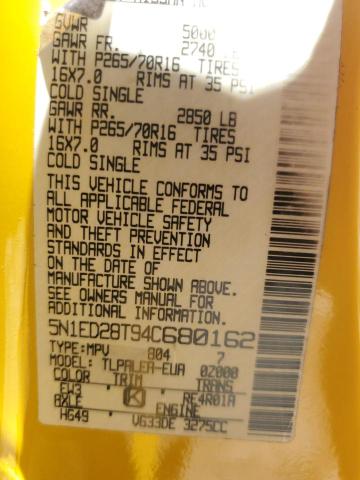 GVWR 5000
GAWR FR. 2740 LB
WITH P265/70R16 TIRES
16X7.0 RIMS AT 35 PSI
COLD SINGLE
GAWR RR. 2850 LB
WITH P265/70R16 TIRES
16X7.0 RIMS AT 35 PSI
COLD SINGLE
THIS VEHICLE CONFORMS TO
ALL APPLICABLE FEDERAL
MOTOR VEHICLE SAFETY
AND THEFT PREVENTION
STANDARDS IN EFFECT
ON THE DATE OF
MANUFACTURE SHOWN ABOVE.
SEE OWNERS MANUAL FOR
ADDITIONAL INFORMATION.
5N1ED28T94C680162
TYPE:MPV 804 7
MODEL: TLPALEA-EUA 02000
COLOR TRIM TRANS
EV3 K RE4R01A
AXLE ENGINE
HG49 VG33DE 3275CC